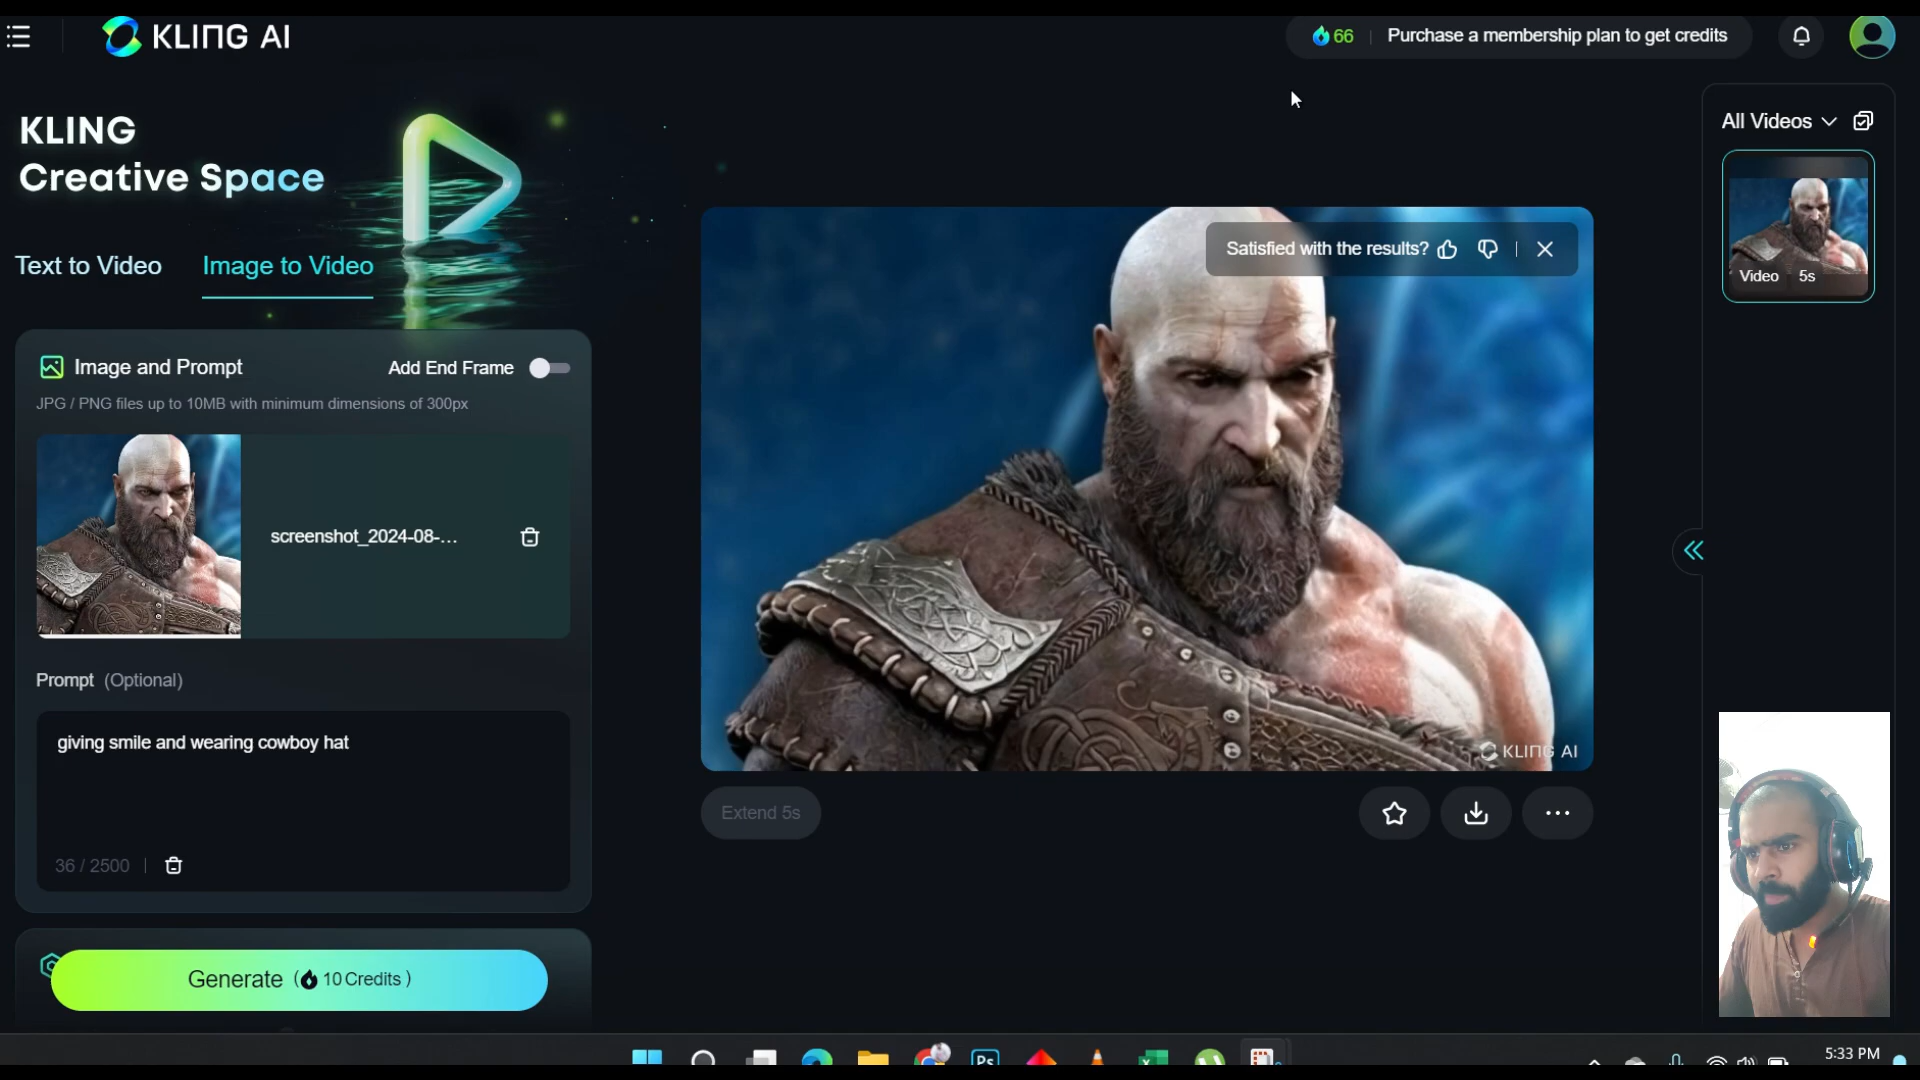 KLING AI
66
Purchase a membership plan to get credits
KLING
Creative Space
Text to Video
Image to Video
Image and Prompt
Add End Frame
JPG / PNG files up to 10MB with minimum dimensions of 300px
screenshot_2024-08-...
Prompt (Optional)
giving smile and wearing cowboy hat
36 / 2500
Generate ( 10 Credits )
Satisfied with the results?
KLING AI
Extend 5s
All Videos
Video 5s
Ps
5:33 PM